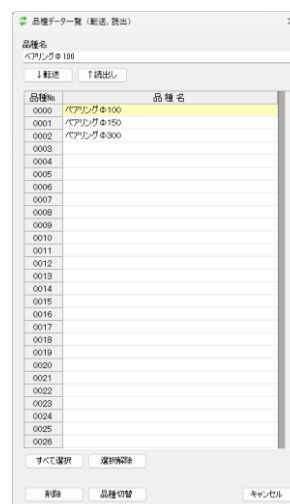 品種データ一覧（転送、読出）
品種名
ベアリングΦ100
↓転送 ↑読出し
品種No. 品 種 名
0000 ベアリングΦ100
0001 ベアリングΦ150
0002 ベアリングΦ300
0003
0004
0005
0006
0007
0008
0009
0010
0011
0012
0013
0014
0015
0016
0017
0018
0019
0020
0021
0022
0023
0024
0025
0026
すべて選択 選択解除
削除 品種切替 キャンセル